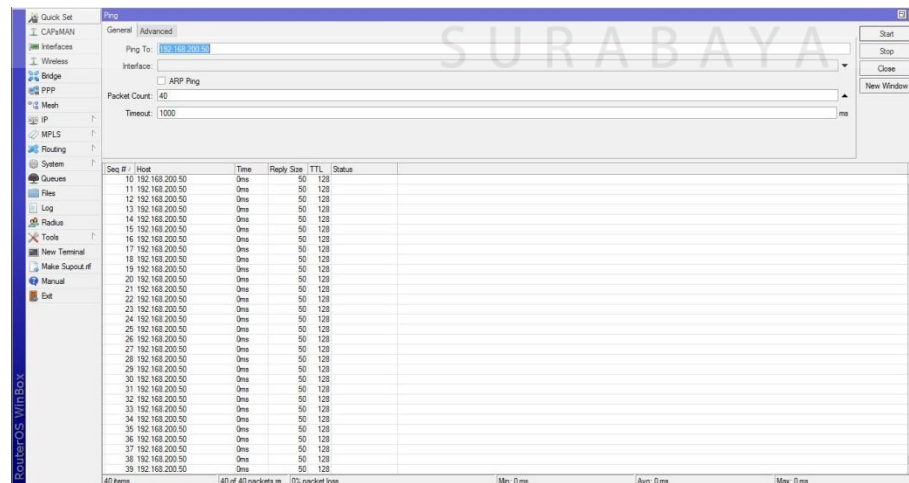 Quick Set
CAPsMAN
Interfaces
Wireless
Bridge
PPP
Mesh
IP
MPLS
Routing
System
Queues
Files
Log
Radius
Tools
New Terminal
Make Supout.rif
Manual
Exit
RouterOS WinBox
Ping
General Advanced
SURABAYA
Ping To: 192.168.200.50
Interface:
ARP Ping
Packet Count: 40
Timeout: 1000 ms
Start
Stop
Close
New Window
Seq # / Host Time Reply Size TTL Status
10 192.168.200.50 0ms 50 128
11 192.168.200.50 0ms 50 128
12 192.168.200.50 0ms 50 128
13 192.168.200.50 0ms 50 128
14 192.168.200.50 0ms 50 128
15 192.168.200.50 0ms 50 128
16 192.168.200.50 0ms 50 128
17 192.168.200.50 0ms 50 128
18 192.168.200.50 0ms 50 128
19 192.168.200.50 0ms 50 128
20 192.168.200.50 0ms 50 128
21 192.168.200.50 0ms 50 128
22 192.168.200.50 0ms 50 128
23 192.168.200.50 0ms 50 128
24 192.168.200.50 0ms 50 128
25 192.168.200.50 0ms 50 128
26 192.168.200.50 0ms 50 128
27 192.168.200.50 0ms 50 128
28 192.168.200.50 0ms 50 128
29 192.168.200.50 0ms 50 128
30 192.168.200.50 0ms 50 128
31 192.168.200.50 0ms 50 128
32 192.168.200.50 0ms 50 128
33 192.168.200.50 0ms 50 128
34 192.168.200.50 0ms 50 128
35 192.168.200.50 0ms 50 128
36 192.168.200.50 0ms 50 128
37 192.168.200.50 0ms 50 128
38 192.168.200.50 0ms 50 128
39 192.168.200.50 0ms 50 128
40 items 40 of 40 packets re 0% packet loss Min: 0 ms Avg: 0 ms Max: 0 ms